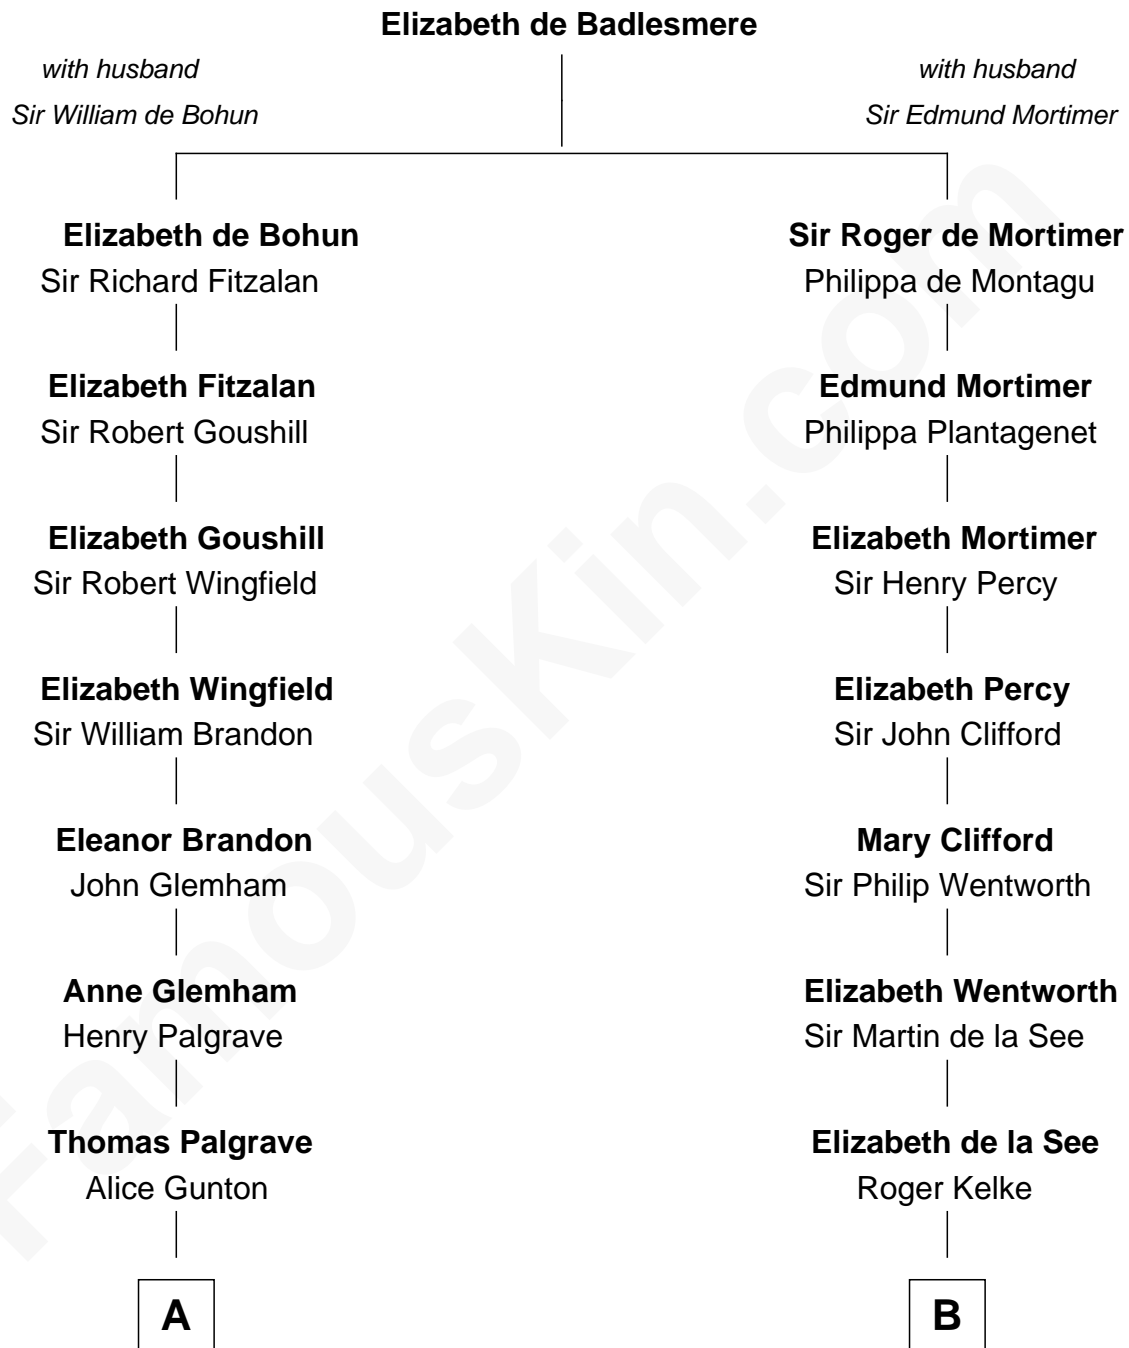 Elizabeth de Badlesmere
with husband
Sir William de Bohun
with husband
Sir Edmund Mortimer
Elizabeth de Bohun
Sir Richard Fitzalan
Sir Roger de Mortimer
Philippa de Montagu
Elizabeth Fitzalan
Sir Robert Goushill
Edmund Mortimer
Philippa Plantagenet
Elizabeth Goushill
Sir Robert Wingfield
Elizabeth Mortimer
Sir Henry Percy
Elizabeth Wingfield
Sir William Brandon
Elizabeth Percy
Sir John Clifford
Eleanor Brandon
John Glemham
Mary Clifford
Sir Philip Wentworth
Anne Glemham
Henry Palgrave
Elizabeth Wentworth
Sir Martin de la See
Thomas Palgrave
Alice Gunton
Elizabeth de la See
Roger Kelke
A
B
FamousKin.com